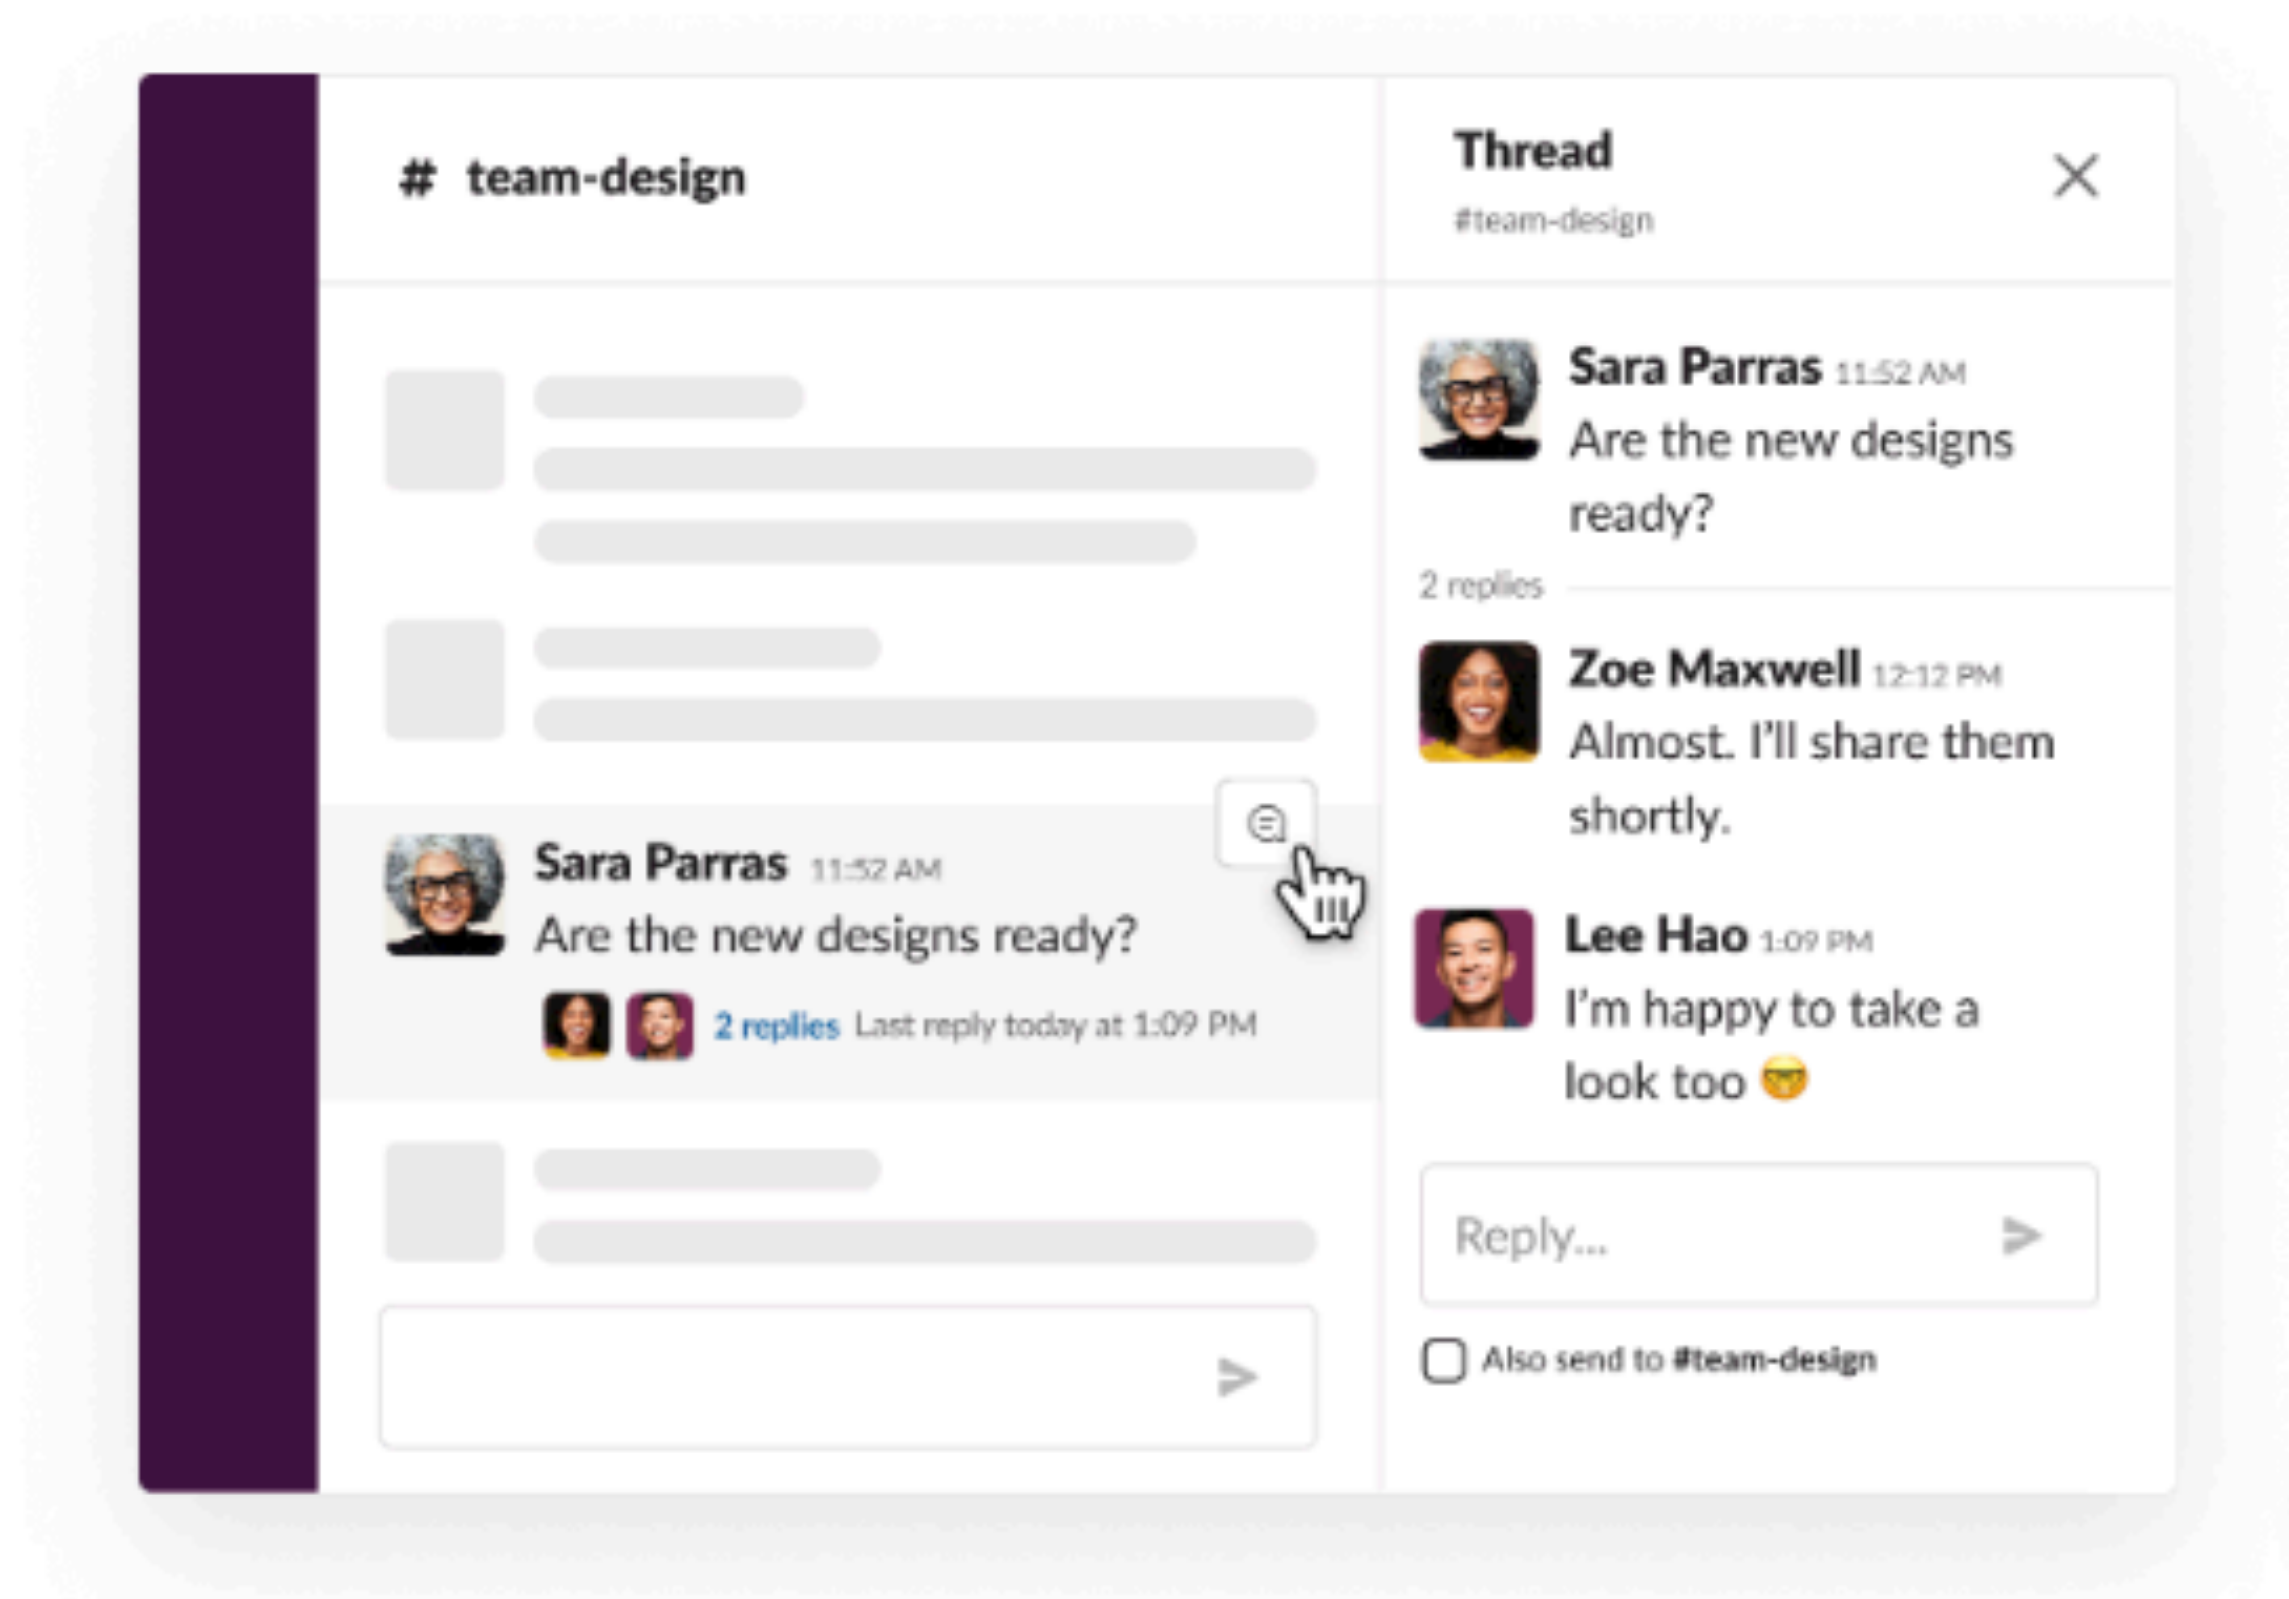 # team-design
Sara Parras 11:52 AM
Are the new designs ready?
2 replies Last reply today at 1:09 PM
Thread
#team-design
Sara Parras 11:52 AM
Are the new designs
ready?
2 replies
Zoe Maxwell 12:12 PM
Almost. I’ll share them
shortly.
Lee Hao 1:09 PM
I’m happy to take a
look too 🤓
Reply...
Also send to #team-design